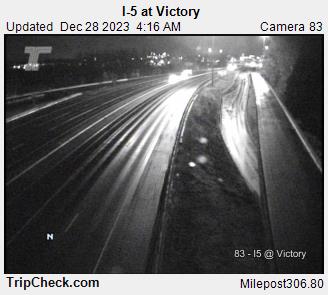 I-5 at Victory
Updated Dec 28 2023 4:16 AM Camera 83
T
N
83 - I5 @ Victory
TripCheck.com Milepost306.80